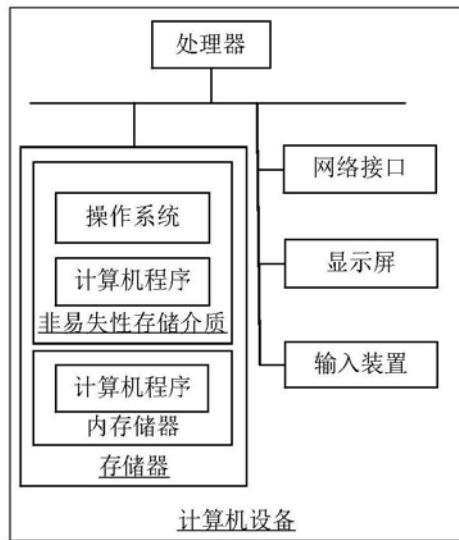 处理器
网络接口
操作系统
显示屏
计算机程序
非易失性存储介质
输入装置
计算机程序
内存储器
存储器
计算机设备